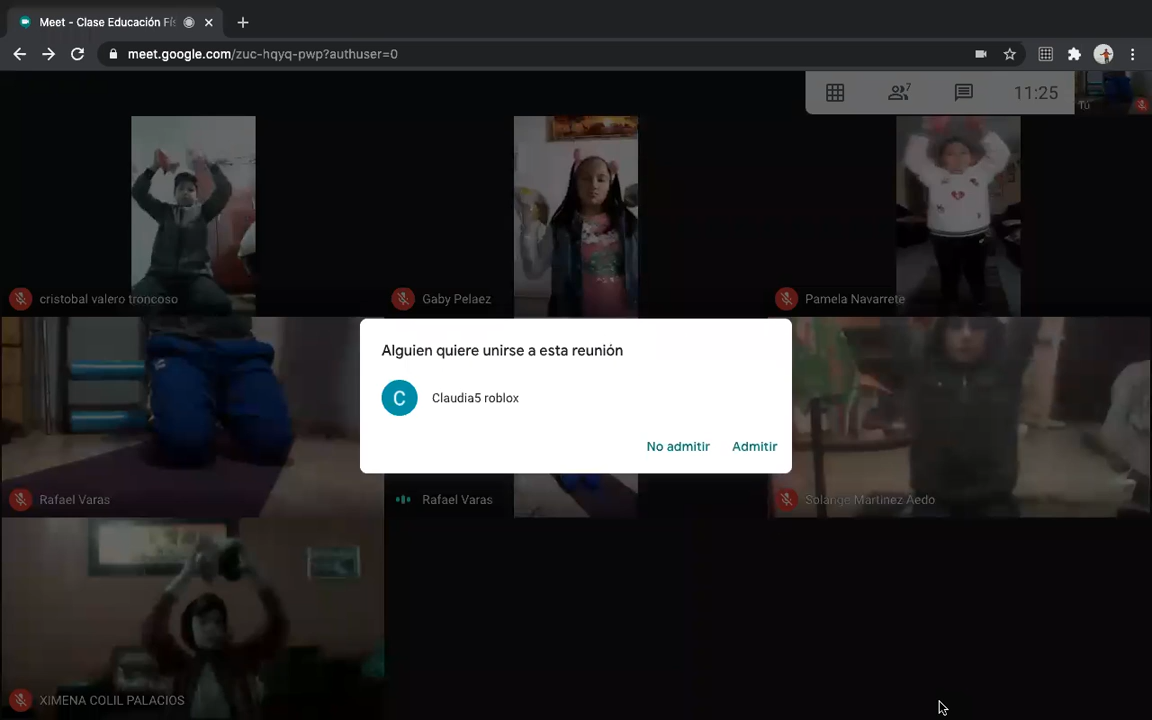 Meet - Clase Educación Fís
meet.google.com/zuc-hqyq-pwp?authuser=0
7
11:25
Tú
cristobal valero troncoso
Gaby Pelaez
Pamela Navarrete
Alguien quiere unirse a esta reunión
C
Claudia5 roblox
No admitir
Admitir
Rafael Varas
Rafael Varas
Solange Martinez Aedo
XIMENA COLIL PALACIOS